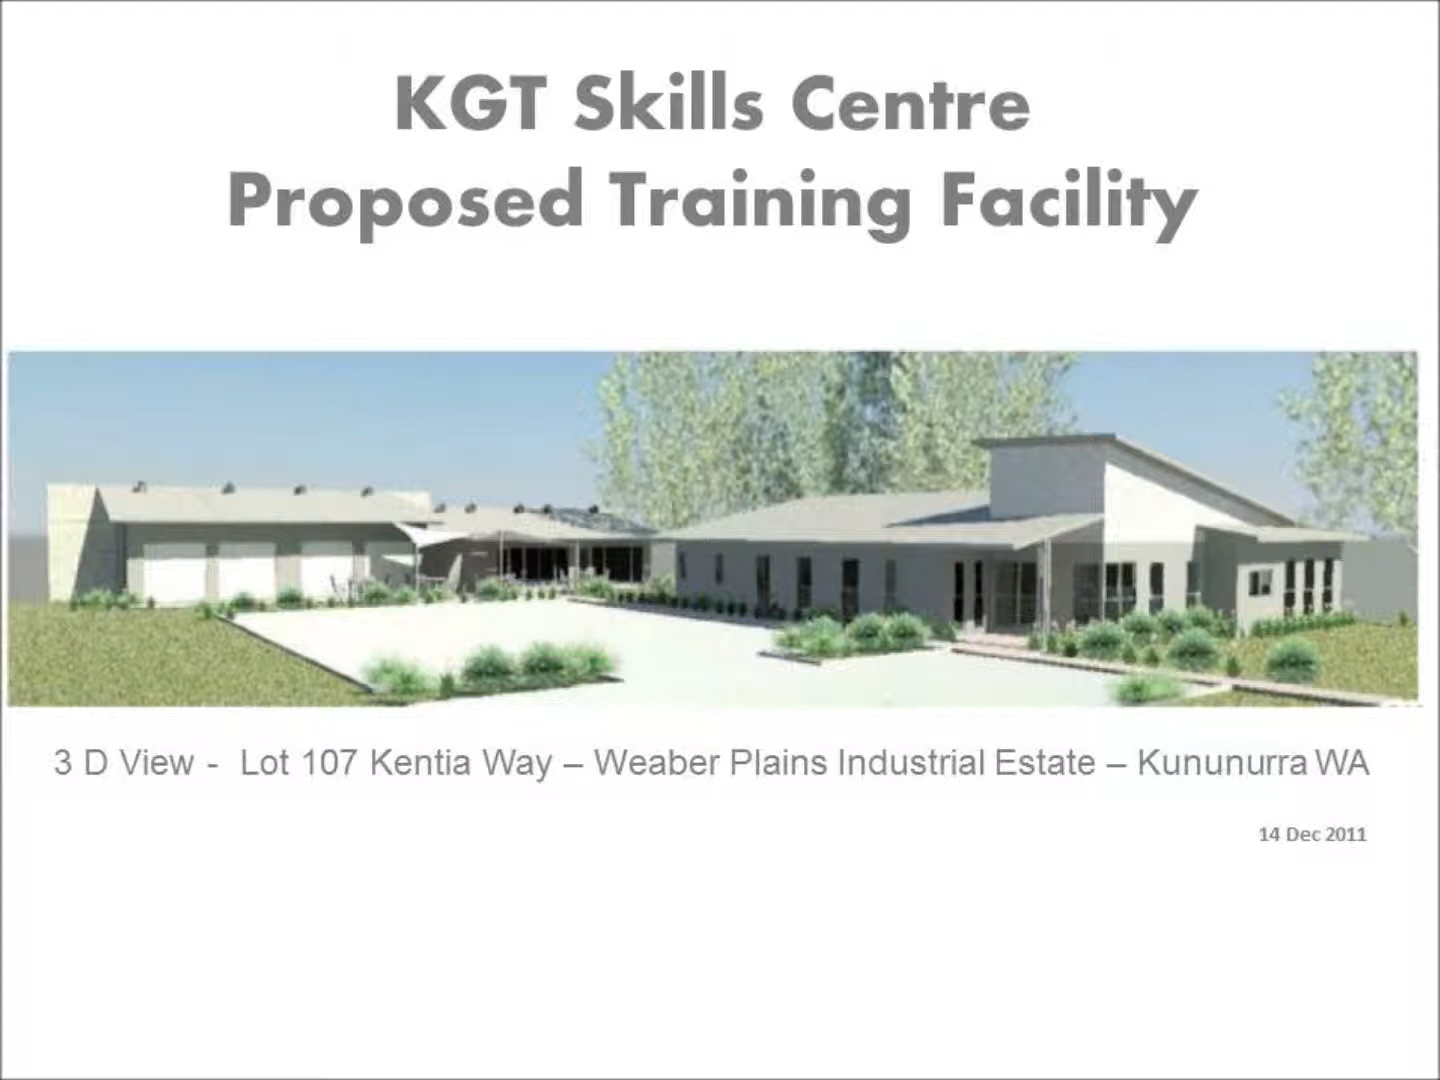 KGT Skills Centre
Proposed Training Facility
3 D View - Lot 107 Kentia Way – Weaber Plains Industrial Estate – Kununurra WA
14 Dec 2011